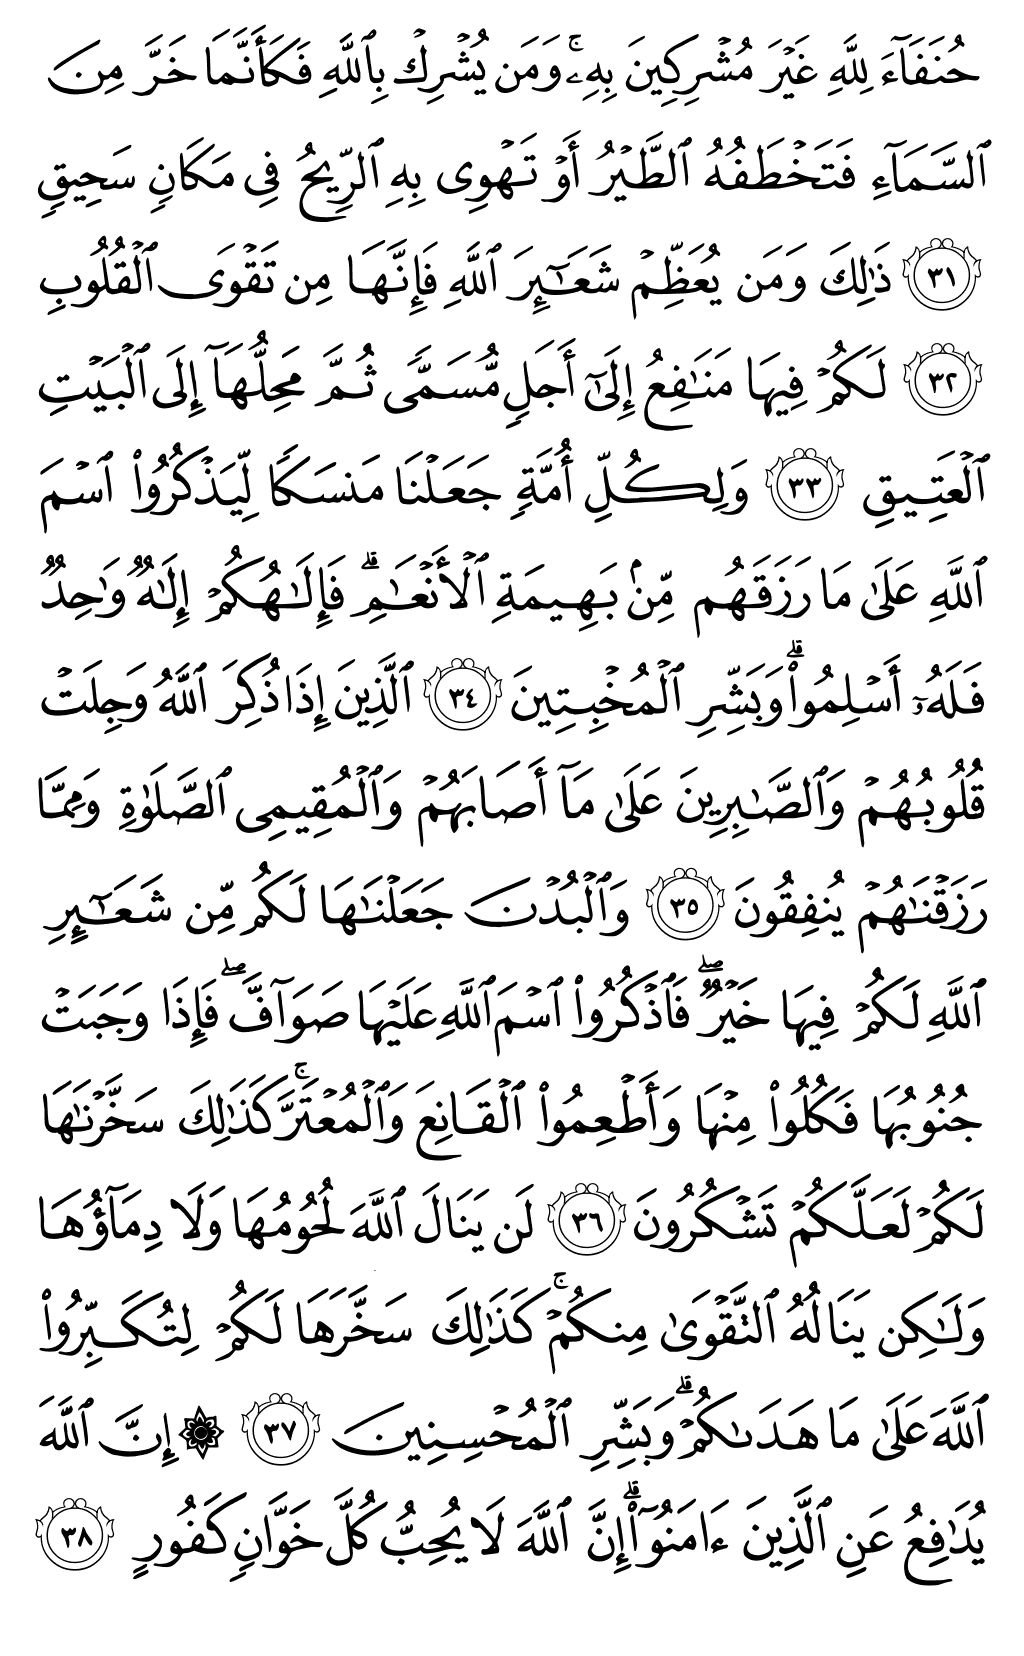 حُنَفَآءَ لِلَّهِ غَيْرَ مُشْرِكِينَ بِهِۦ ۚ وَمَن يُشْرِكْ بِٱللَّهِ فَكَأَنَّمَا خَرَّ مِنَ
ٱلسَّمَآءِ فَتَخْطَفُهُ ٱلطَّيْرُ أَوْ تَهْوِى بِهِ ٱلرِّيحُ فِى مَكَانٍ سَحِيقٍ
٣١ ذَٰلِكَ وَمَن يُعَظِّمْ شَعَـٰٓئِرَ ٱللَّهِ فَإِنَّهَا مِن تَقْوَى ٱلْقُلُوبِ
٣٢ لَكُمْ فِيهَا مَنَـٰفِعُ إِلَىٰٓ أَجَلٍ مُّسَمًّى ثُمَّ مَحِلُّهَآ إِلَى ٱلْبَيْتِ
ٱلْعَتِيقِ ٣٣ وَلِكُلِّ أُمَّةٍ جَعَلْنَا مَنسَكًا لِّيَذْكُرُوا۟ ٱسْمَ
ٱللَّهِ عَلَىٰ مَا رَزَقَهُم مِّنۢ بَهِيمَةِ ٱلْأَنْعَـٰمِ ۗ فَإِلَـٰهُكُمْ إِلَـٰهٌ وَٰحِدٌ
فَلَهُۥٓ أَسْلِمُوا۟ ۗ وَبَشِّرِ ٱلْمُخْبِتِينَ ٣٤ ٱلَّذِينَ إِذَا ذُكِرَ ٱللَّهُ وَجِلَتْ
قُلُوبُهُمْ وَٱلصَّـٰبِرِينَ عَلَىٰ مَآ أَصَابَهُمْ وَٱلْمُقِيمِى ٱلصَّلَوٰةِ وَمِمَّا
رَزَقْنَـٰهُمْ يُنفِقُونَ ٣٥ وَٱلْبُدْنَ جَعَلْنَـٰهَا لَكُم مِّن شَعَـٰٓئِرِ
ٱللَّهِ لَكُمْ فِيهَا خَيْرٌ ۖ فَٱذْكُرُوا۟ ٱسْمَ ٱللَّهِ عَلَيْهَا صَوَآفَّ ۖ فَإِذَا وَجَبَتْ
جُنُوبُهَا فَكُلُوا۟ مِنْهَا وَأَطْعِمُوا۟ ٱلْقَانِعَ وَٱلْمُعْتَرَّ ۚ كَذَٰلِكَ سَخَّرْنَـٰهَا
لَكُمْ لَعَلَّكُمْ تَشْكُرُونَ ٣٦ لَن يَنَالَ ٱللَّهَ لُحُومُهَا وَلَا دِمَآؤُهَا
وَلَـٰكِن يَنَالُهُ ٱلتَّقْوَىٰ مِنكُمْ ۚ كَذَٰلِكَ سَخَّرَهَا لَكُمْ لِتُكَبِّرُوا۟
ٱللَّهَ عَلَىٰ مَا هَدَىٰكُمْ ۗ وَبَشِّرِ ٱلْمُحْسِنِينَ ٣٧ ۞ إِنَّ ٱللَّهَ
يُدَٰفِعُ عَنِ ٱلَّذِينَ ءَامَنُوٓا۟ ۗ إِنَّ ٱللَّهَ لَا يُحِبُّ كُلَّ خَوَّانٍ كَفُورٍ ٣٨